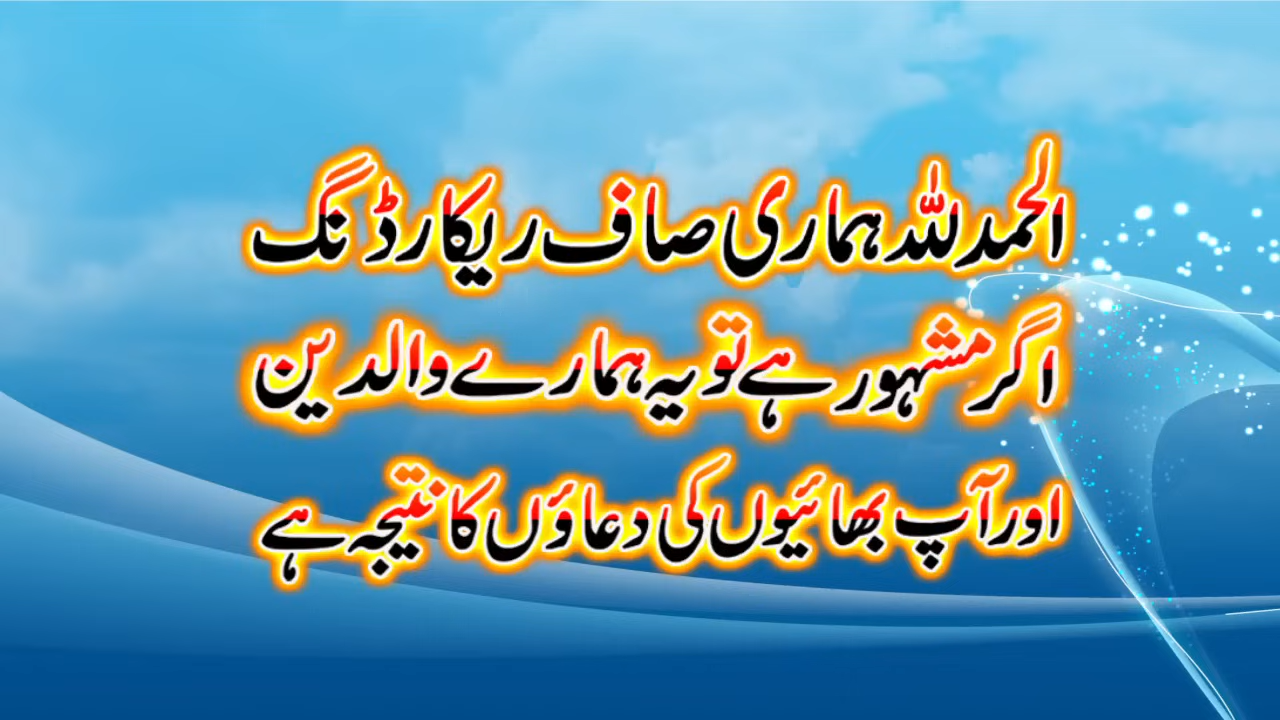 الحمدللہ ہماری صاف ریکارڈنگ
اگر مشہور ہے تو یہ ہمارے والدین
اور آپ بھائیوں کی دعاؤں کا نتیجہ ہے